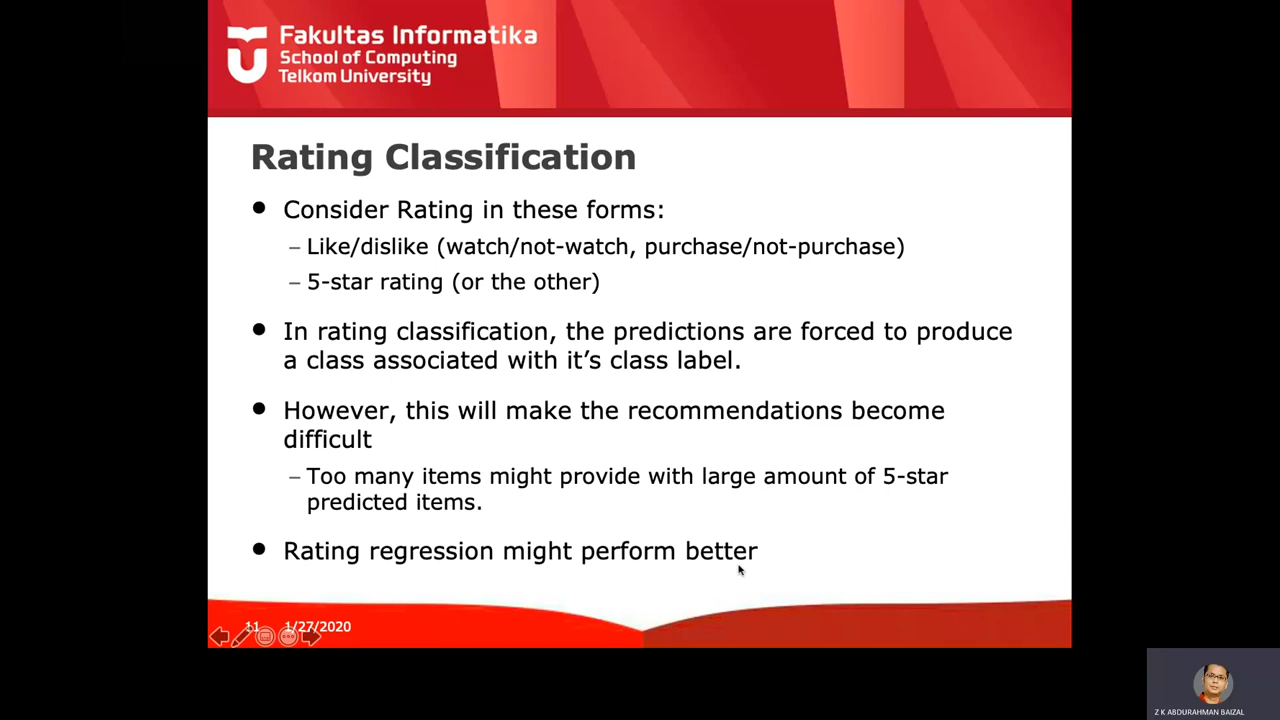 Fakultas Informatika
School of Computing
Telkom University
Rating Classification
● Consider Rating in these forms:
– Like/dislike (watch/not-watch, purchase/not-purchase)
– 5-star rating (or the other)
● In rating classification, the predictions are forced to produce
a class associated with it’s class label.
● However, this will make the recommendations become
difficult
– Too many items might provide with large amount of 5-star
predicted items.
● Rating regression might perform better
11 1/27/2020
Z K ABDURAHMAN BAIZAL